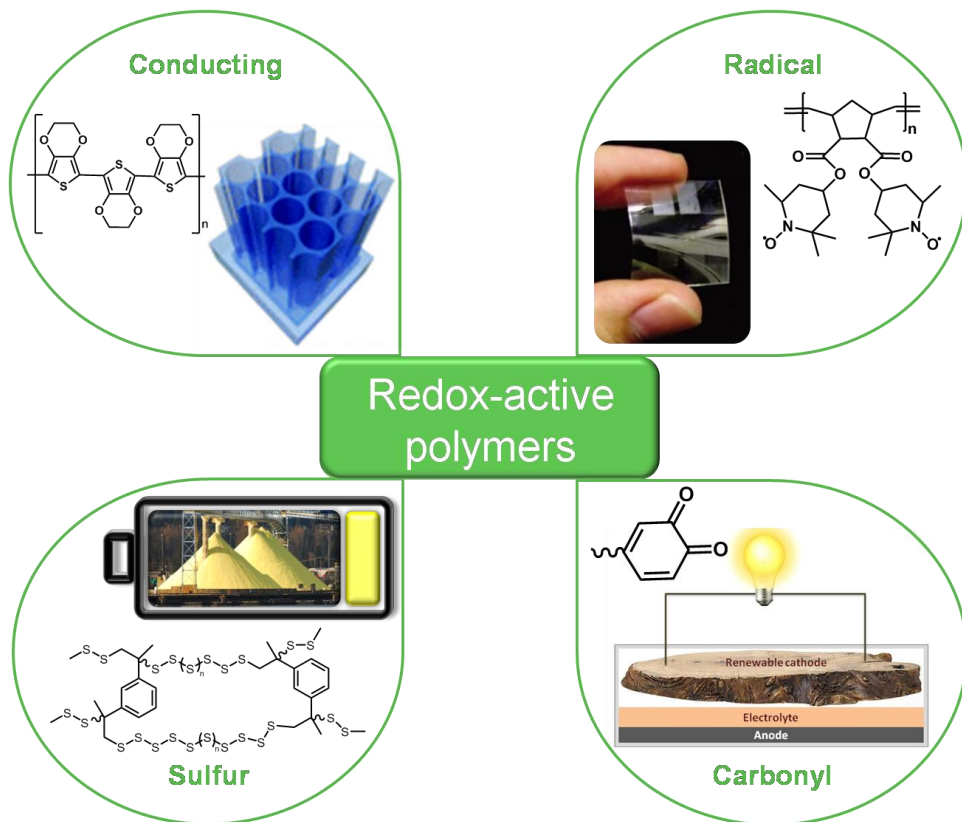 Conducting
O O O O
S
S S
O O
n
Radical
n
O O
O O
N N
O• •O
Redox-active
polymers
S S
S S
S S (S)n S S S
S S
S S
S S S S S (S)n S S S S
Sulfur
O
O
Renewable cathode
Electrolyte
Anode
Carbonyl